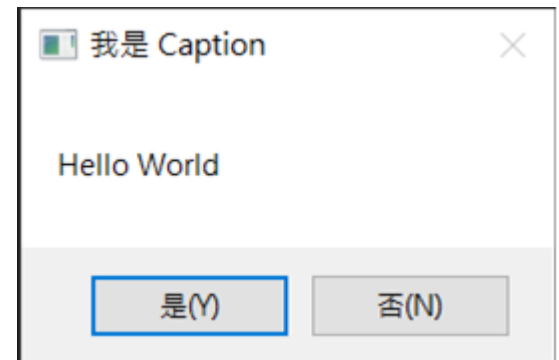 我是 Caption
Hello World
是(Y)
否(N)